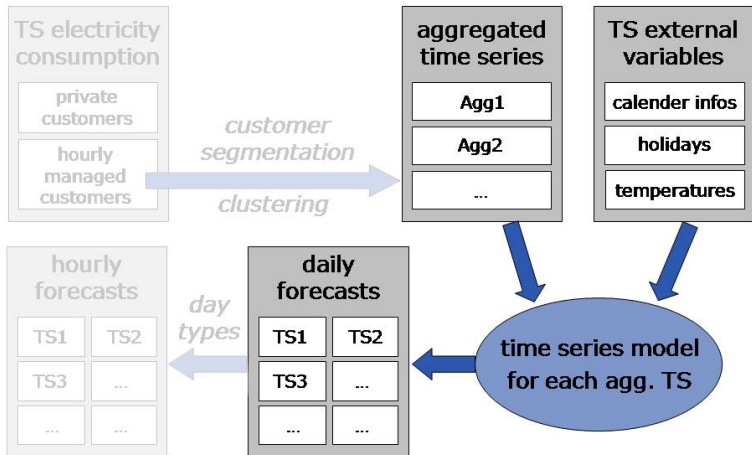 TS electricity
consumption
private
customers
hourly
managed
customers
customer
segmentation
clustering
aggregated
time series
Agg1
Agg2
...
TS external
variables
calender infos
holidays
temperatures
hourly
forecasts
TS1 TS2
TS3 ...
... ...
day
types
daily
forecasts
TS1 TS2
TS3 ...
... ...
time series model
for each agg. TS